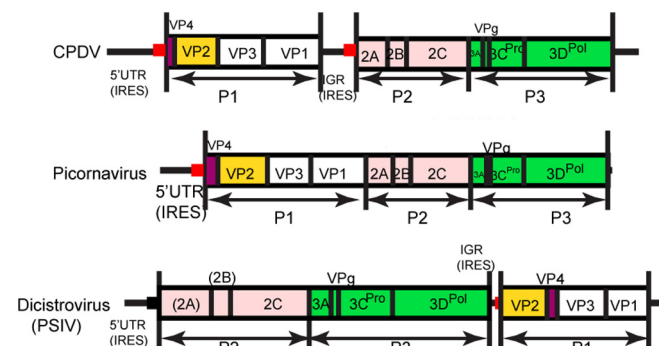 VP4
VPg
CPDV
VP2
VP3
VP1
2A
2B
2C
3A
3C^Pro
3D^Pol
5'UTR
(IRES)
P1
IGR
(IRES)
P2
P3
VP4
VPg
Picornavirus
VP2
VP3
VP1
2A
2B
2C
3A
3C^Pro
3D^Pol
5'UTR
(IRES)
P1
P2
P3
IGR
(IRES)
(2B)
VPg
VP4
Dicistrovirus
(PSIV)
(2A)
2C
3A
3C^Pro
3D^Pol
VP2
VP3
VP1
5'UTR
(IRES)